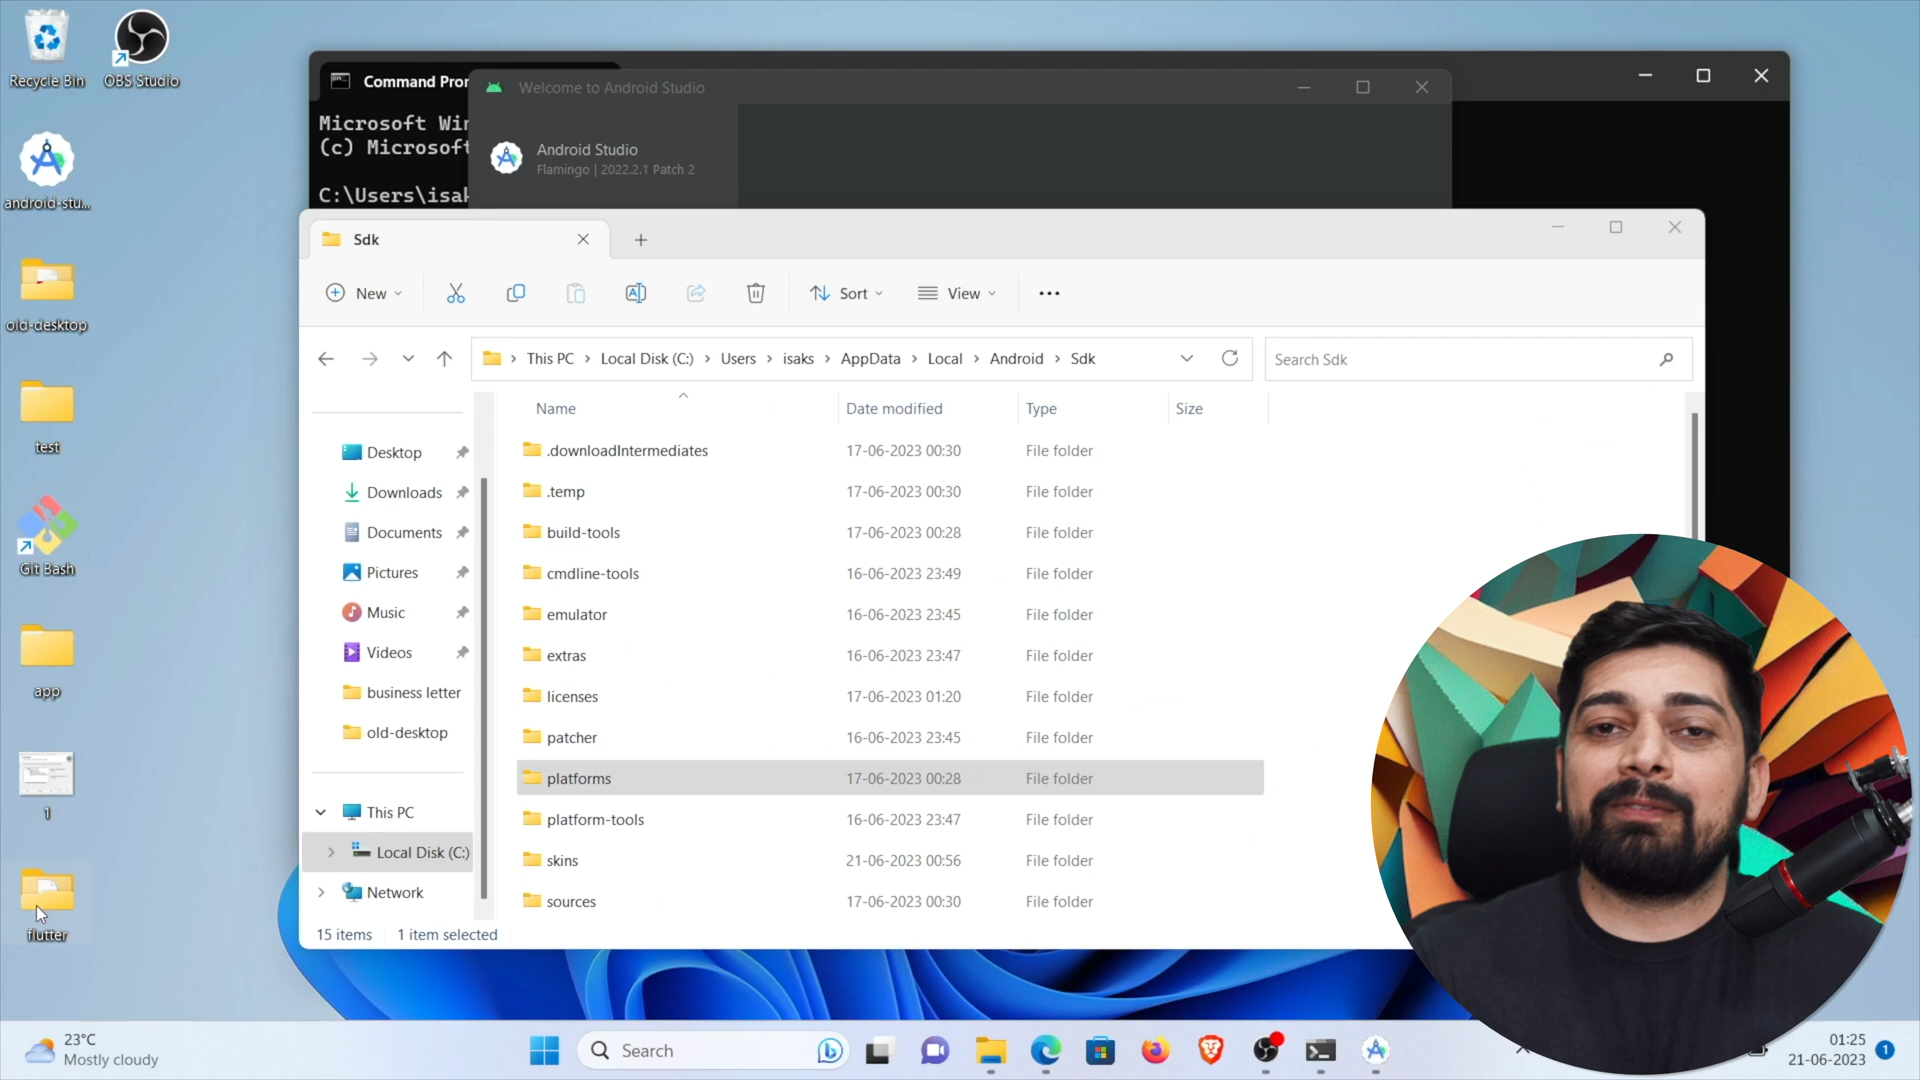 Recycle Bin
OBS Studio
android-stu...
old-desktop
test
Git Bash
app
1
flutter
Command Pro
Microsoft Wi
(c) Microsoft
C:\Users\isa
Welcome to Android Studio
Android Studio
Flamingo | 2022.2.1 Patch 2
Sdk
New
Sort
View
This PC > Local Disk (C:) > Users > isaks > AppData > Local > Android > Sdk
Search Sdk
Name Date modified Type Size
Desktop
Downloads
Documents
Pictures
Music
Videos
business letter
old-desktop
This PC
Local Disk (C:)
Network
.downloadIntermediates 17-06-2023 00:30 File folder
.temp 17-06-2023 00:30 File folder
build-tools 17-06-2023 00:28 File folder
cmdline-tools 16-06-2023 23:49 File folder
emulator 16-06-2023 23:45 File folder
extras 16-06-2023 23:47 File folder
licenses 17-06-2023 01:20 File folder
patcher 16-06-2023 23:45 File folder
platforms 17-06-2023 00:28 File folder
platform-tools 16-06-2023 23:47 File folder
skins 21-06-2023 00:56 File folder
sources 17-06-2023 00:30 File folder
15 items 1 item selected
23°C
Mostly cloudy
Search
01:25
21-06-2023
1